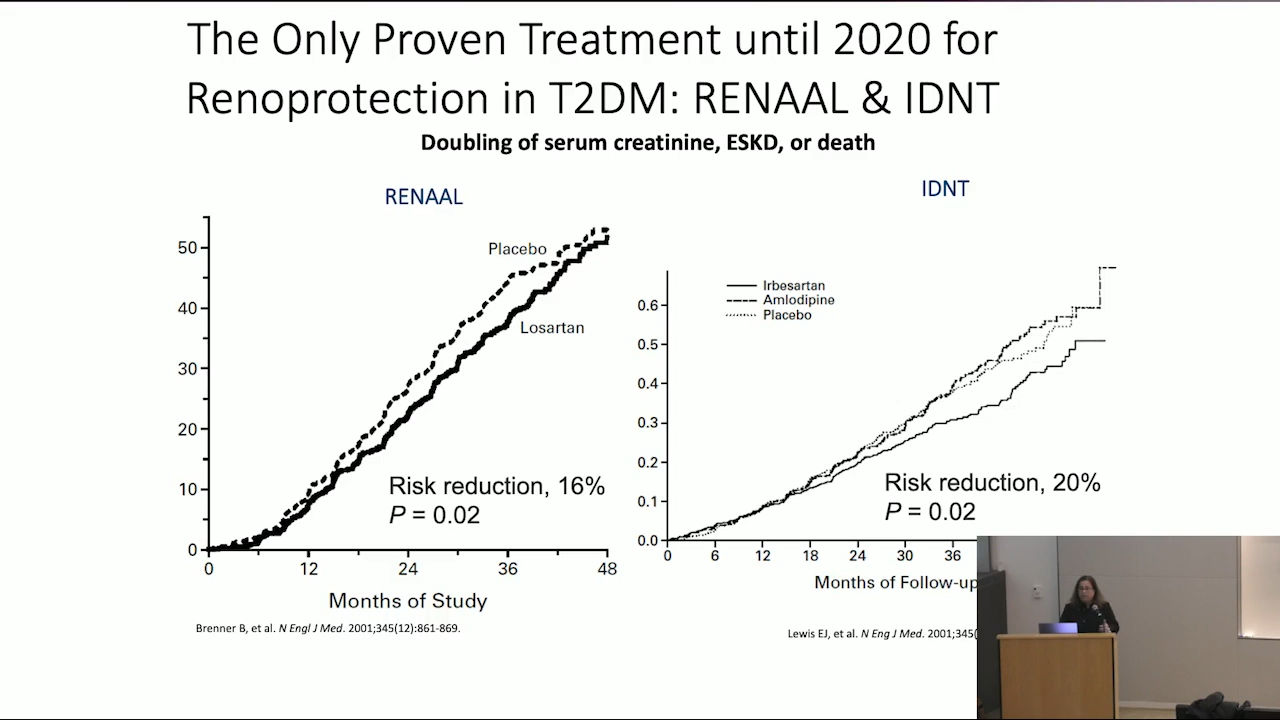 The Only Proven Treatment until 2020 for
Renoprotection in T2DM: RENAAL & IDNT
Doubling of serum creatinine, ESKD, or death
RENAAL
50
40
30
20
10
0
Placebo
Losartan
Risk reduction, 16%
P = 0.02
0 12 24 36 48
Months of Study
Brenner B, et al. N Engl J Med. 2001;345(12):861-869.
IDNT
Irbesartan
Amlodipine
Placebo
0.6
0.5
0.4
0.3
0.2
0.1
0.0
Risk reduction, 20%
P = 0.02
0 6 12 18 24 30 36
Months of Follow-up
Lewis EJ, et al. N Eng J Med. 2001;345(